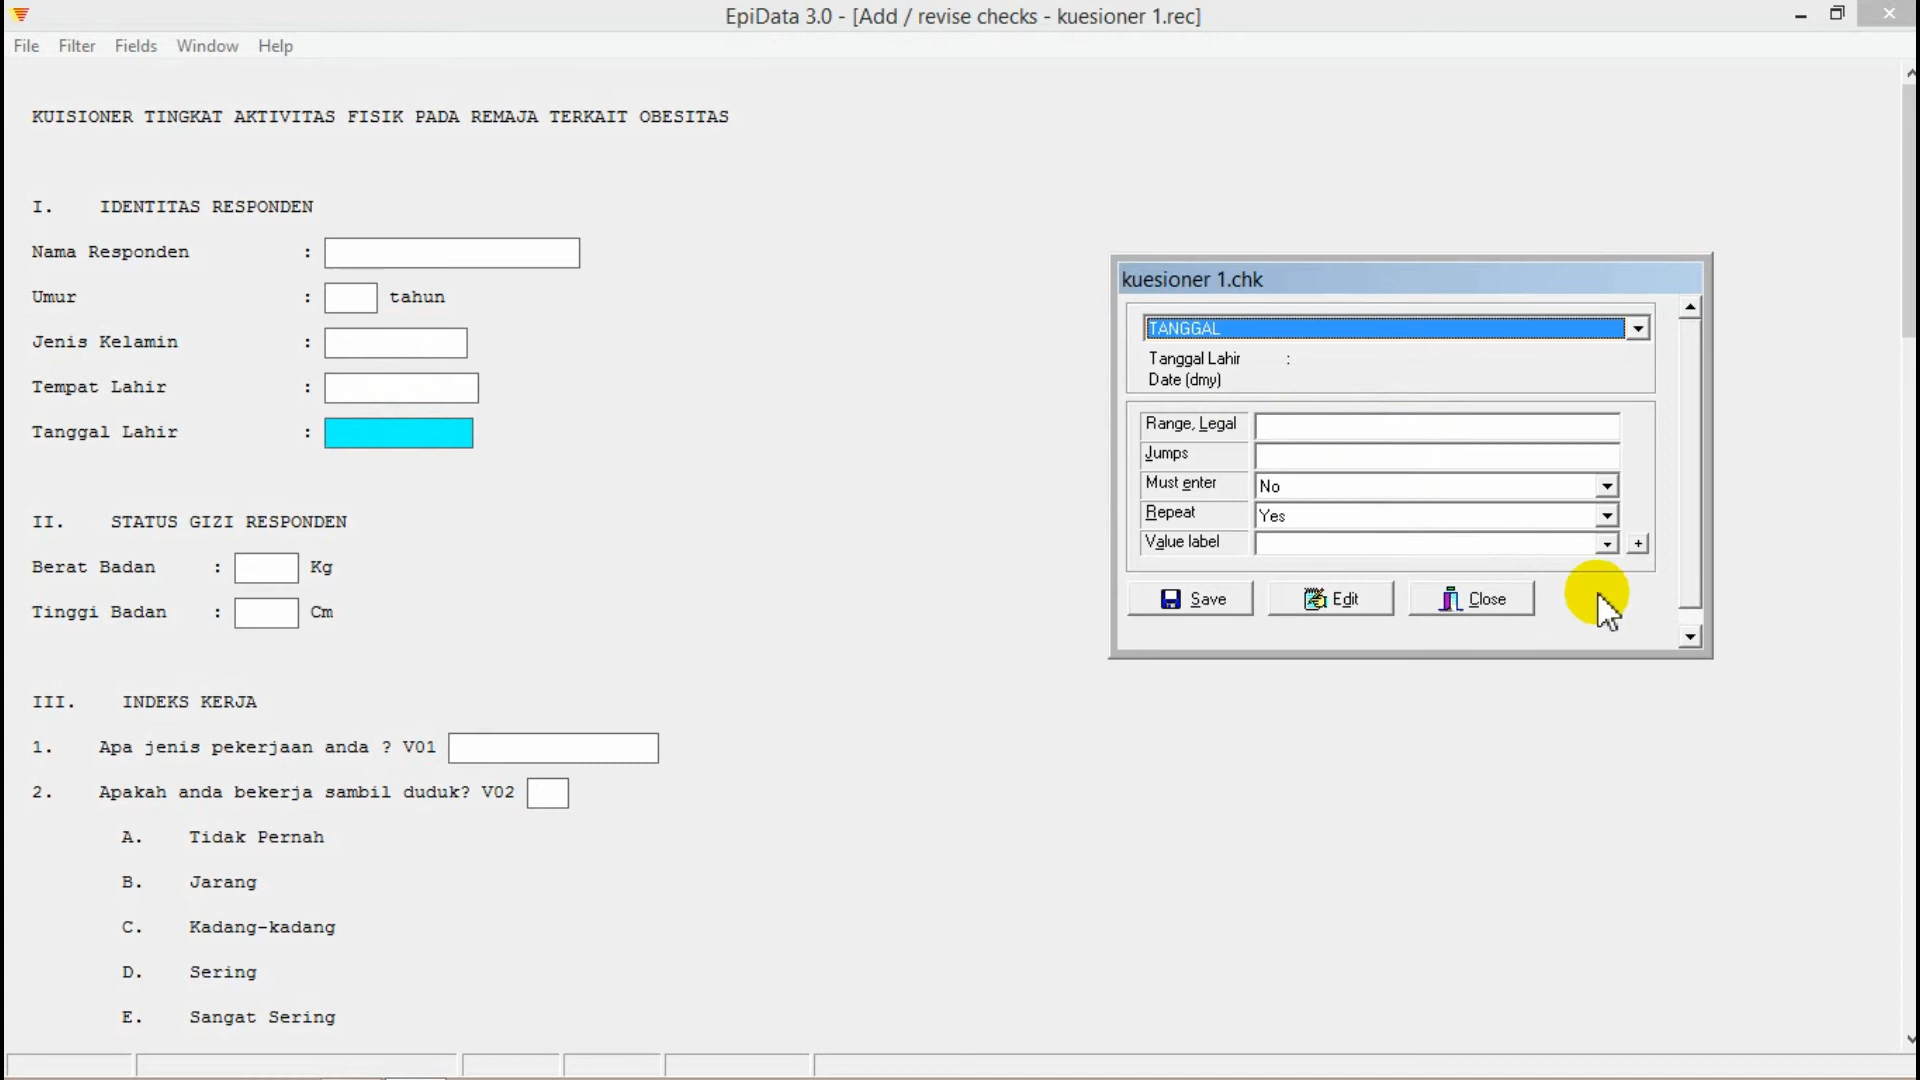 EpiData 3.0 - [Add / revise checks - kuesioner 1.rec]
File Filter Fields Window Help
KUISIONER TINGKAT AKTIVITAS FISIK PADA REMAJA TERKAIT OBESITAS
I. IDENTITAS RESPONDEN
Nama Responden :
Umur : tahun
Jenis Kelamin :
Tempat Lahir :
Tanggal Lahir :
II. STATUS GIZI RESPONDEN
Berat Badan : Kg
Tinggi Badan : Cm
III. INDEKS KERJA
1. Apa jenis pekerjaan anda ? V01
2. Apakah anda bekerja sambil duduk? V02
A. Tidak Pernah
B. Jarang
C. Kadang-kadang
D. Sering
E. Sangat Sering
kuesioner 1.chk
TANGGAL
Tanggal Lahir :
Date (dmy)
Range, Legal
Jumps
Must enter No
Repeat Yes
Value label +
Save Edit Close